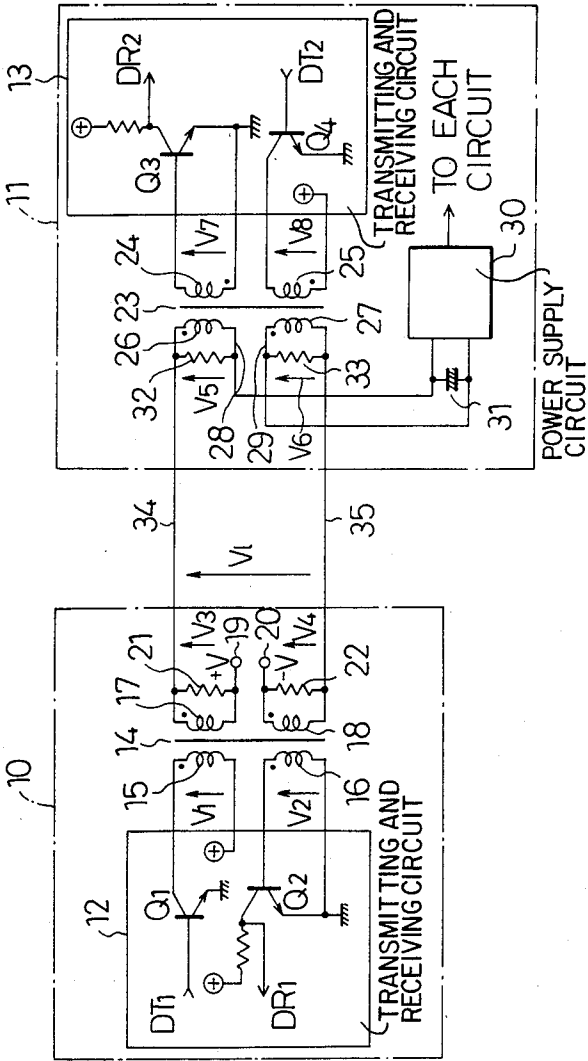 10
12
Q1
DT1
DR1
Q2
TRANSMITTING AND
RECEIVING CIRCUIT
14
15
17
21
V1
V3
+V
19
20
-V
V4
V2
16
18
22
Vl
34
35
11
13
23
24
26
32
V5
V7
28
29
V6
33
27
25
V8
Q3
DR2
Q4
DT2
TRANSMITTING AND
RECEIVING CIRCUIT
TO EACH
CIRCUIT
30
31
POWER SUPPLY
CIRCUIT